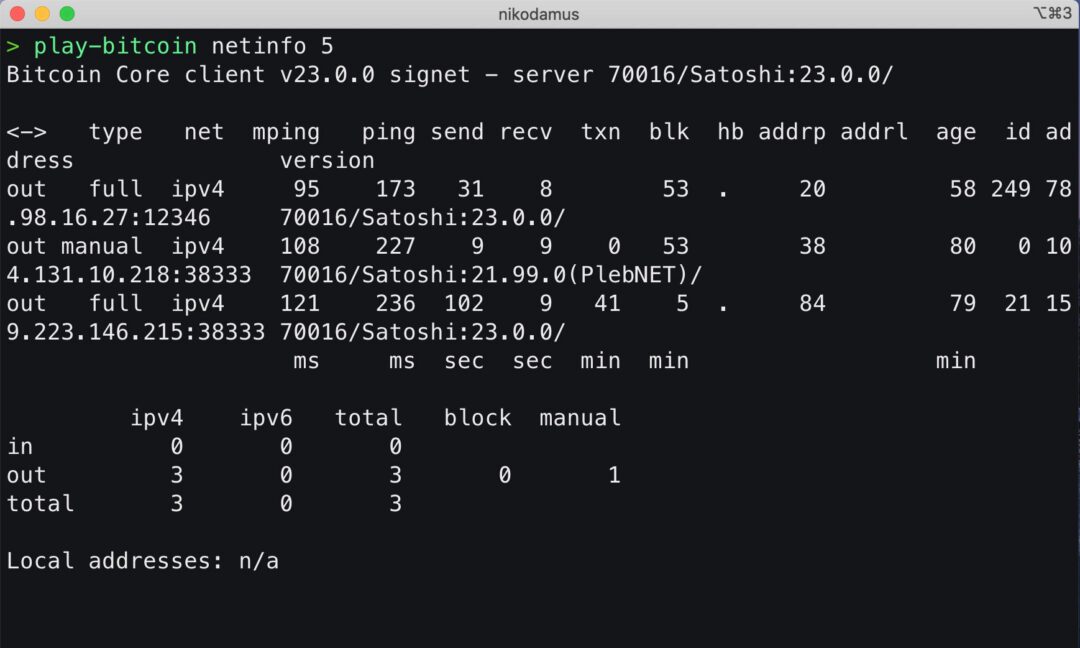 nikodamus ⌥⌘3
> play-bitcoin netinfo 5
Bitcoin Core client v23.0.0 signet - server 70016/Satoshi:23.0.0/
<->   type   net  mping   ping send recv  txn  blk  hb addrp addrl  age  id ad
dress               version
out   full  ipv4     95    173   31    8        53  .     20         58 249 78
.98.16.27:12346     70016/Satoshi:23.0.0/
out manual  ipv4    108    227    9    9    0   53        38         80   0 10
4.131.10.218:38333  70016/Satoshi:21.99.0(PlebNET)/
out   full  ipv4    121    236  102    9   41    5  .     84         79  21 15
9.223.146.215:38333 70016/Satoshi:23.0.0/
                     ms     ms  sec  sec  min  min                  min
         ipv4    ipv6   total   block  manual
in          0       0       0
out         3       0       3       0       1
total       3       0       3
Local addresses: n/a